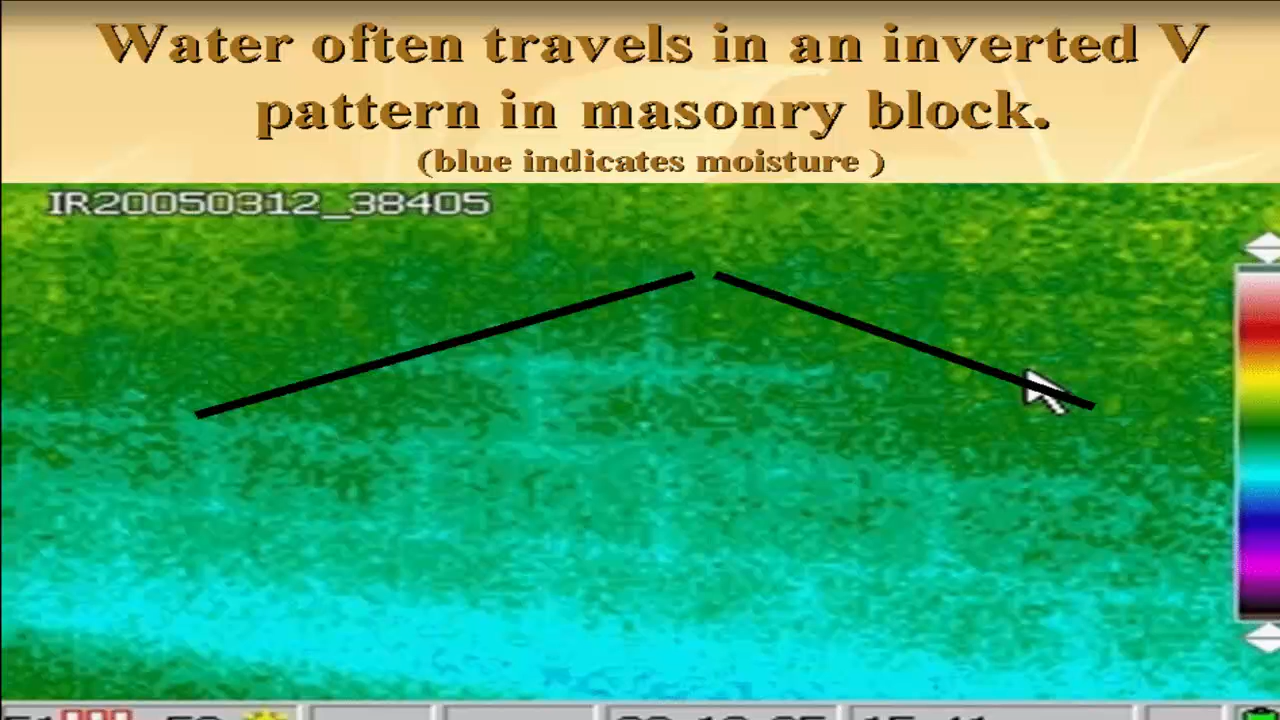 Water often travels in an inverted V
pattern in masonry block.
(blue indicates moisture )
IR20050312_38405